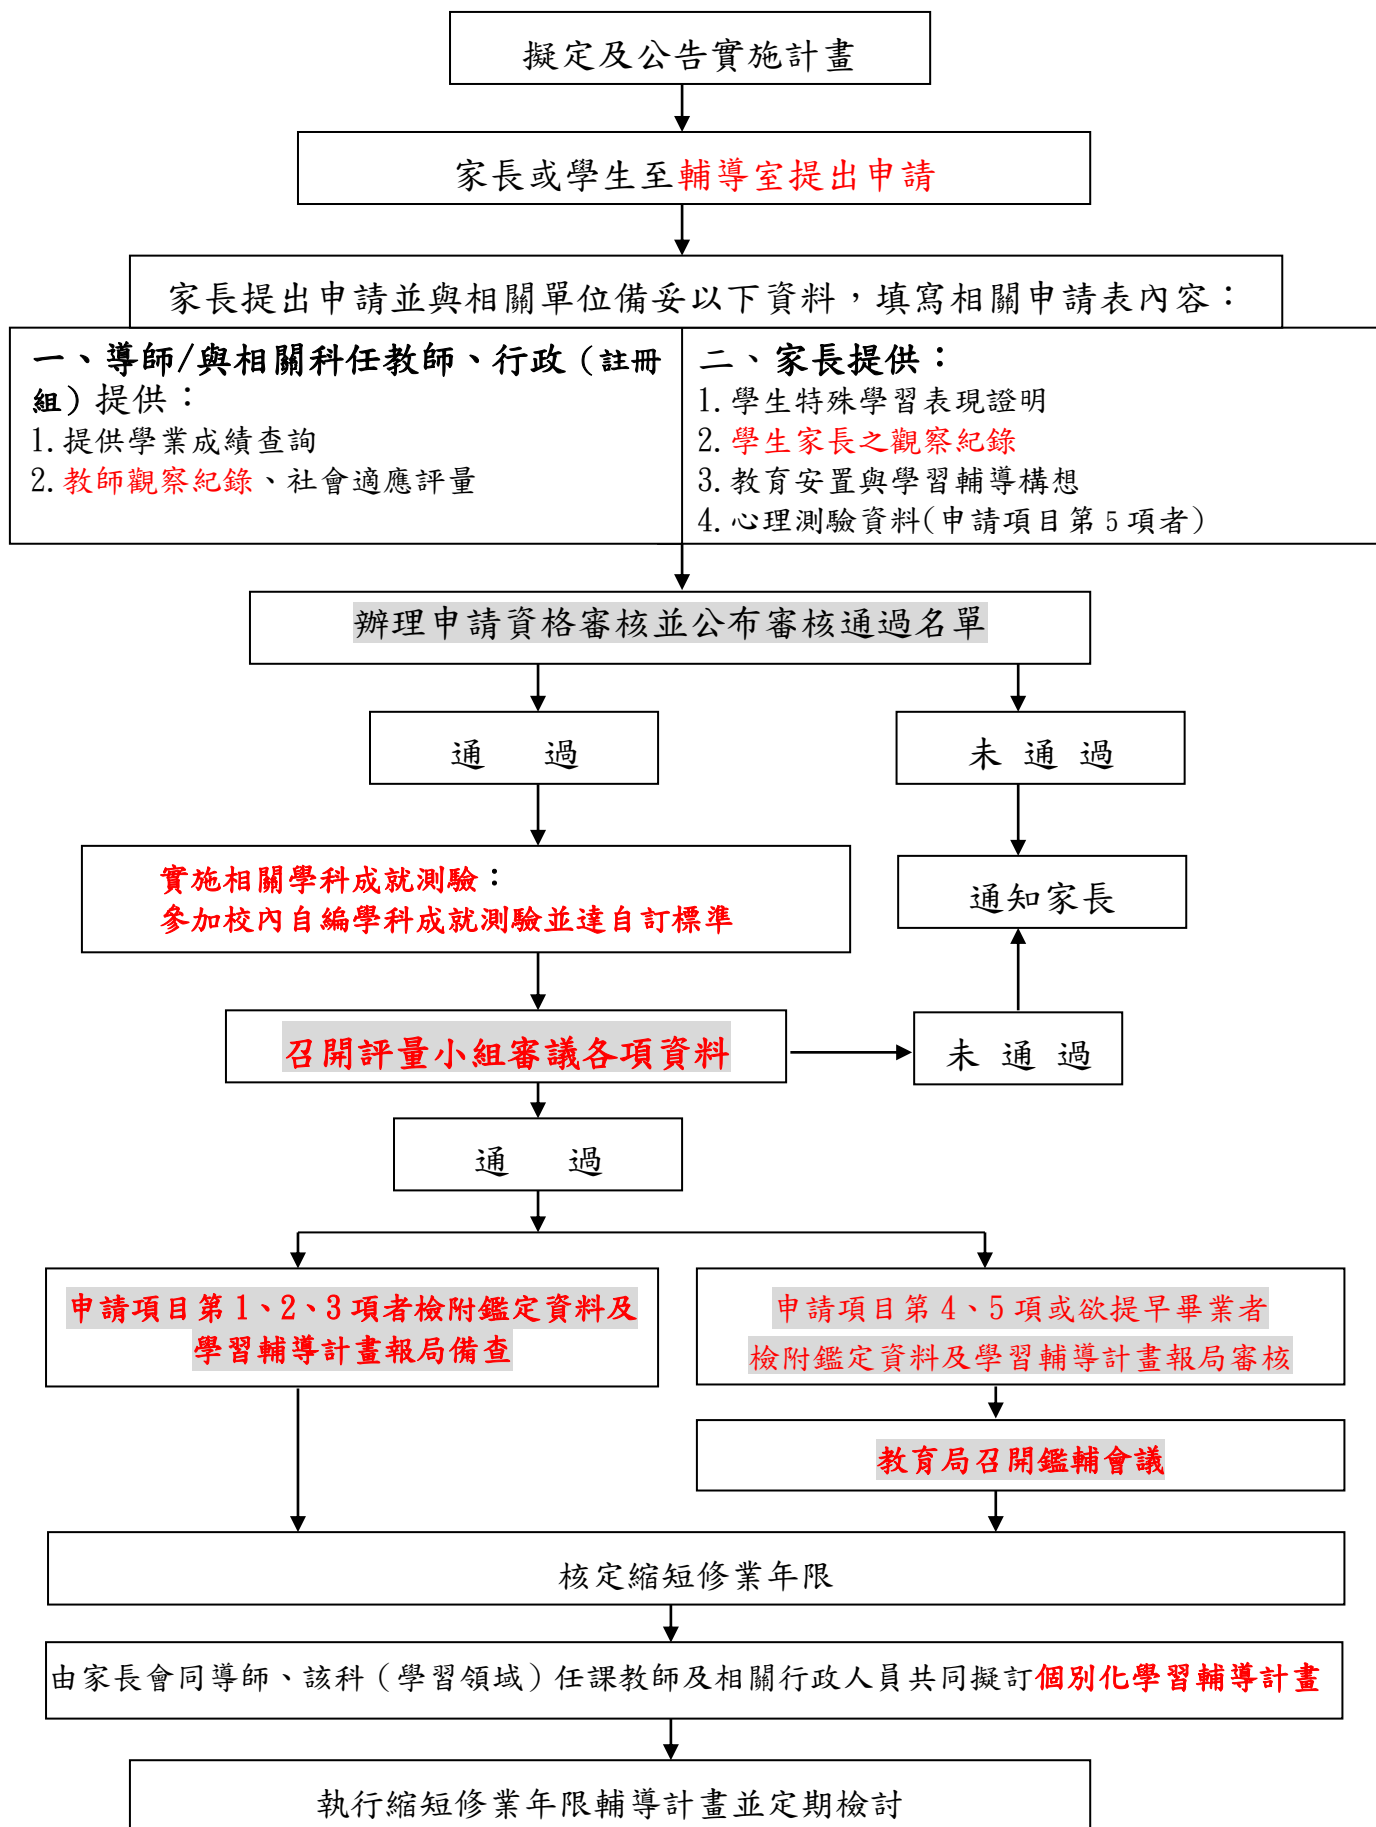 擬定及公告實施計畫
家長或學生至輔導室提出申請
家長提出申請並與相關單位備妥以下資料，填寫相關申請表內容：
一、導師/與相關科任教師、行政（註冊
組）提供：
1.提供學業成績查詢
2.教師觀察紀錄、社會適應評量
二、家長提供：
1.學生特殊學習表現證明
2.學生家長之觀察紀錄
3.教育安置與學習輔導構想
4.心理測驗資料(申請項目第5項者)
辦理申請資格審核並公布審核通過名單
通　過
未 通 過
實施相關學科成就測驗：
參加校內自編學科成就測驗並達自訂標準
通知家長
召開評量小組審議各項資料
未 通 過
通　過
申請項目第1、2、3項者檢附鑑定資料及
學習輔導計畫報局備查
申請項目第4、5項或欲提早畢業者
檢附鑑定資料及學習輔導計畫報局審核
教育局召開鑑輔會議
核定縮短修業年限
由家長會同導師、該科（學習領域）任課教師及相關行政人員共同擬訂個別化學習輔導計畫
執行縮短修業年限輔導計畫並定期檢討